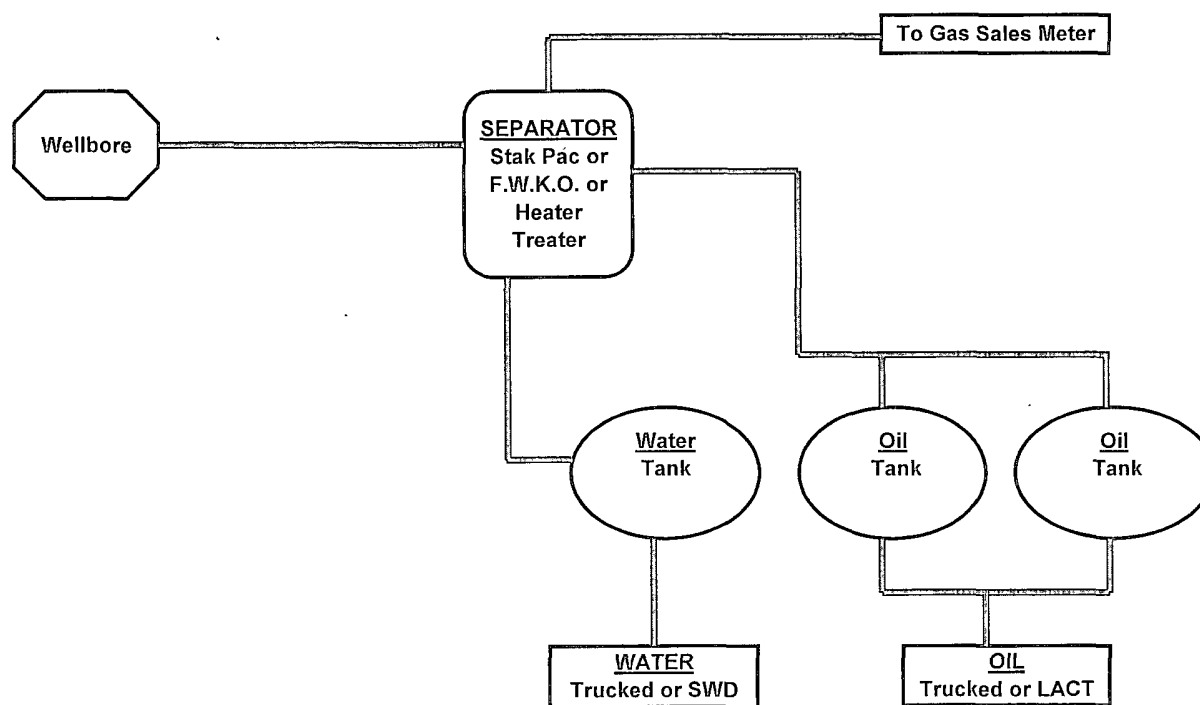 To Gas Sales Meter
Wellbore
SEPARATOR
Stak Pac or
F.W.K.O. or
Heater
Treater
Water
Tank
Oil
Tank
Oil
Tank
WATER
Trucked or SWD
OIL
Trucked or LACT